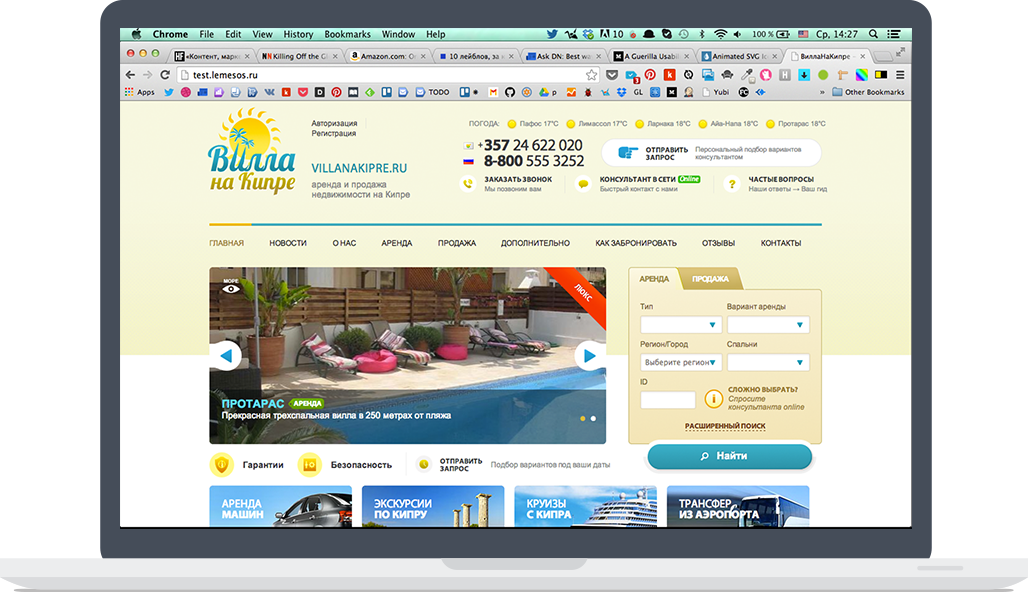 Chrome File Edit View History Bookmarks Window Help
10 100 % Ср, 14:27
«Контент, марк
Killing Off the Gl
Amazon.com: O
10 лейблов, за
Ask DN: Best wa
A Guerilla Usabil
Animated SVG Ic
ВиллаНаКипре –
test.lemesos.ru
Apps TODO p GL Yubi » Other Bookmarks
Вилла
на Кипре
Авторизация
Регистрация
VILLANAKIPRE.RU
аренда и продажа
недвижимости на Кипре
ПОГОДА: Пафос 17°C Лимассол 17°C Ларнака 18°C Айя-Напа 18°C Протарас 18°C
+357 24 622 020
8-800 555 3252
ОТПРАВИТЬ
ЗАПРОС
Персональный подбор вариантов
консультантом
ЗАКАЗАТЬ ЗВОНОК
Мы позвоним вам
КОНСУЛЬТАНТ В СЕТИ Online
Быстрый контакт с нами
ЧАСТЫЕ ВОПРОСЫ
Наши ответы → Ваш гид
ГЛАВНАЯ НОВОСТИ О НАС АРЕНДА ПРОДАЖА ДОПОЛНИТЕЛЬНО КАК ЗАБРОНИРОВАТЬ ОТЗЫВЫ КОНТАКТЫ
МОРЕ
ЛЮКС
ПРОТАРАС АРЕНДА
Прекрасная трехспальная вилла в 250 метрах от пляжа
АРЕНДА ПРОДАЖА
Тип Вариант аренды
Регион/Город Спальни
Выберите регион
ID
СЛОЖНО ВЫБРАТЬ?
Спросите
консультанта online
РАСШИРЕННЫЙ ПОИСК
Найти
Гарантии Безопасность
ОТПРАВИТЬ
ЗАПРОС
Подбор вариантов под ваши даты
АРЕНДА
МАШИН
ЭКСКУРСИИ
ПО КИПРУ
КРУИЗЫ
С КИПРА
ТРАНСФЕР
ИЗ АЭРОПОРТА